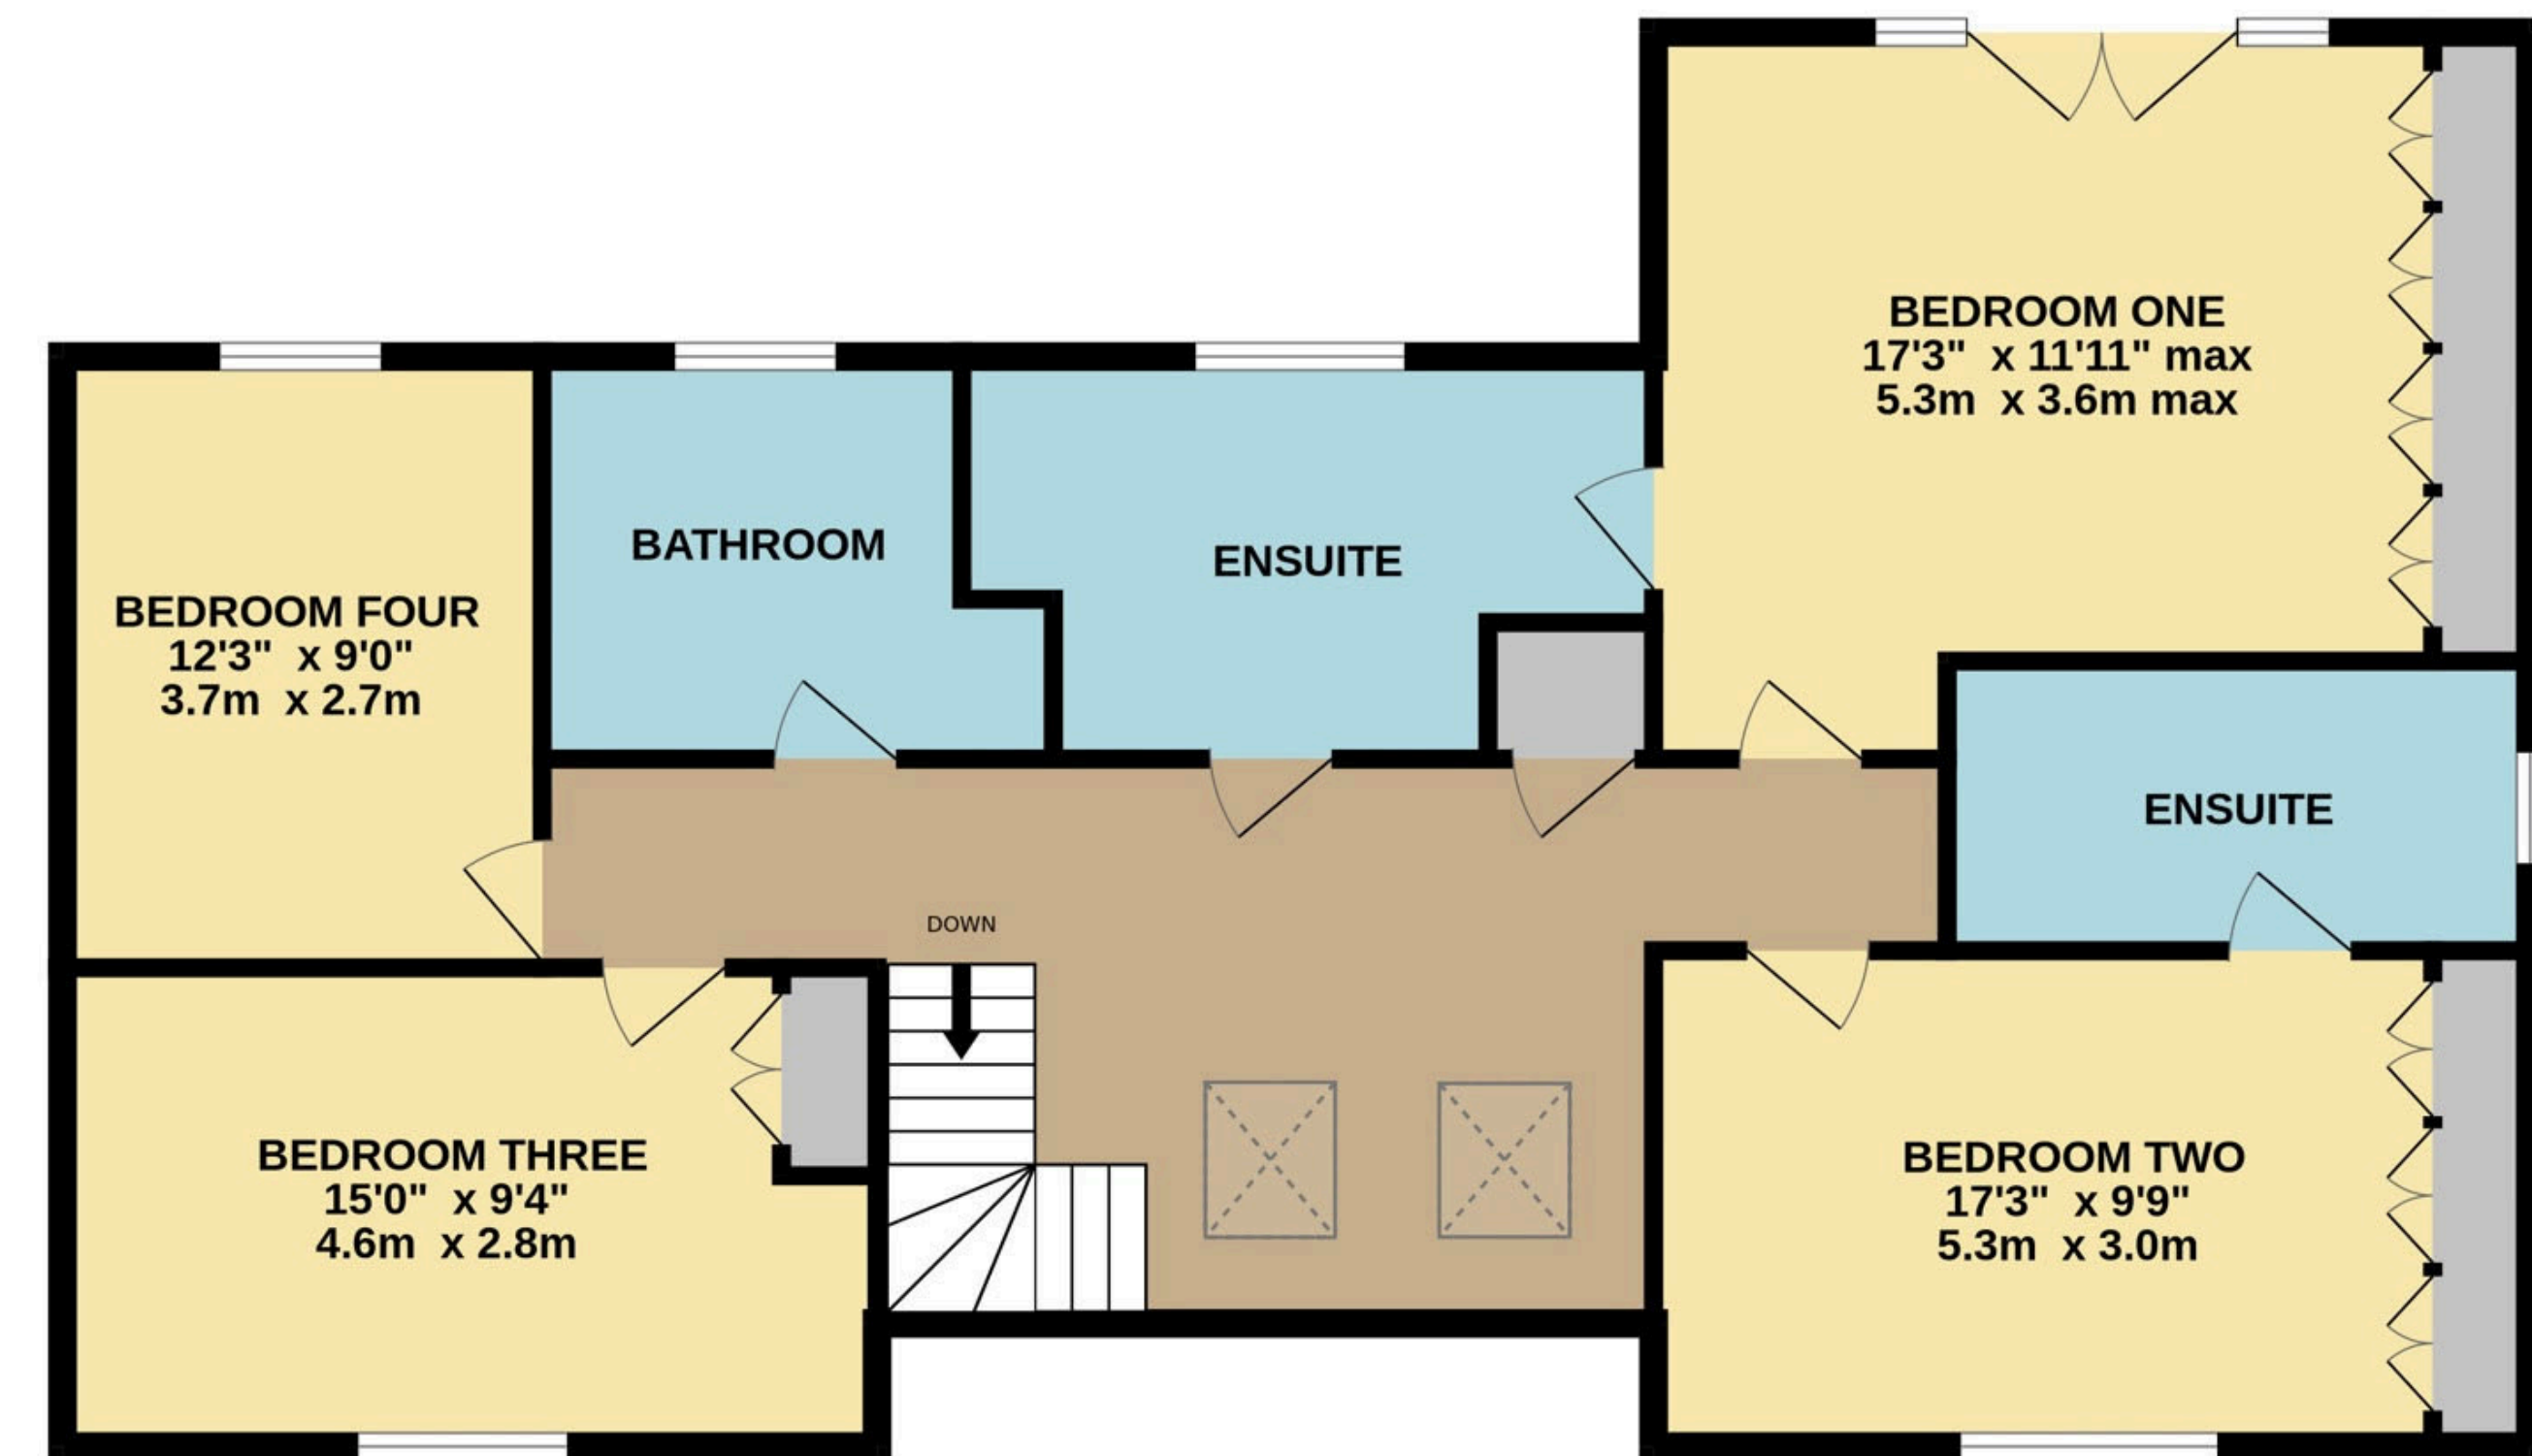 BEDROOM ONE
17'3"  x 11'11" max
5.3m  x 3.6m max
BATHROOM
ENSUITE
BEDROOM FOUR
12'3"  x 9'0"
3.7m  x 2.7m
ENSUITE
DOWN
BEDROOM THREE
15'0"  x 9'4"
4.6m  x 2.8m
BEDROOM TWO
17'3"  x 9'9"
5.3m  x 3.0m